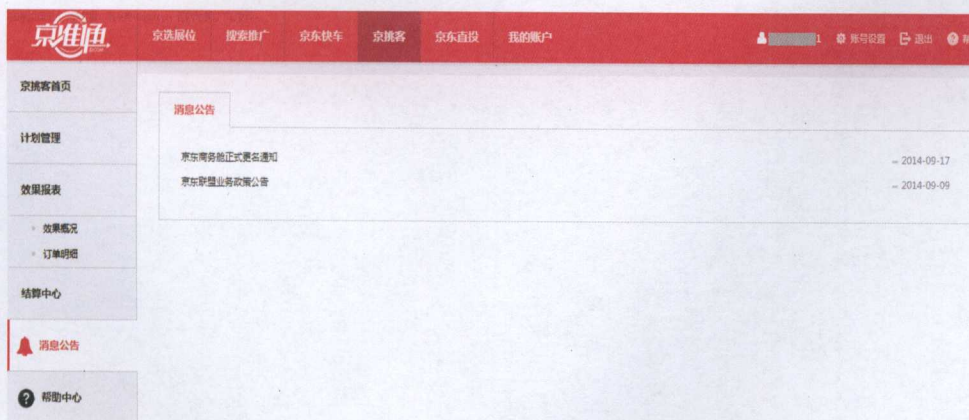 京准通
京选展位 搜索推广 京东快车 京挑客 京东直投 我的账户 1 账号设置 退出
京挑客首页
消息公告
计划管理
京东商务舱正式更名通知 2014-09-17
京东联盟业务政策公告 2014-09-09
效果报表
效果概况
订单明细
结算中心
消息公告
帮助中心